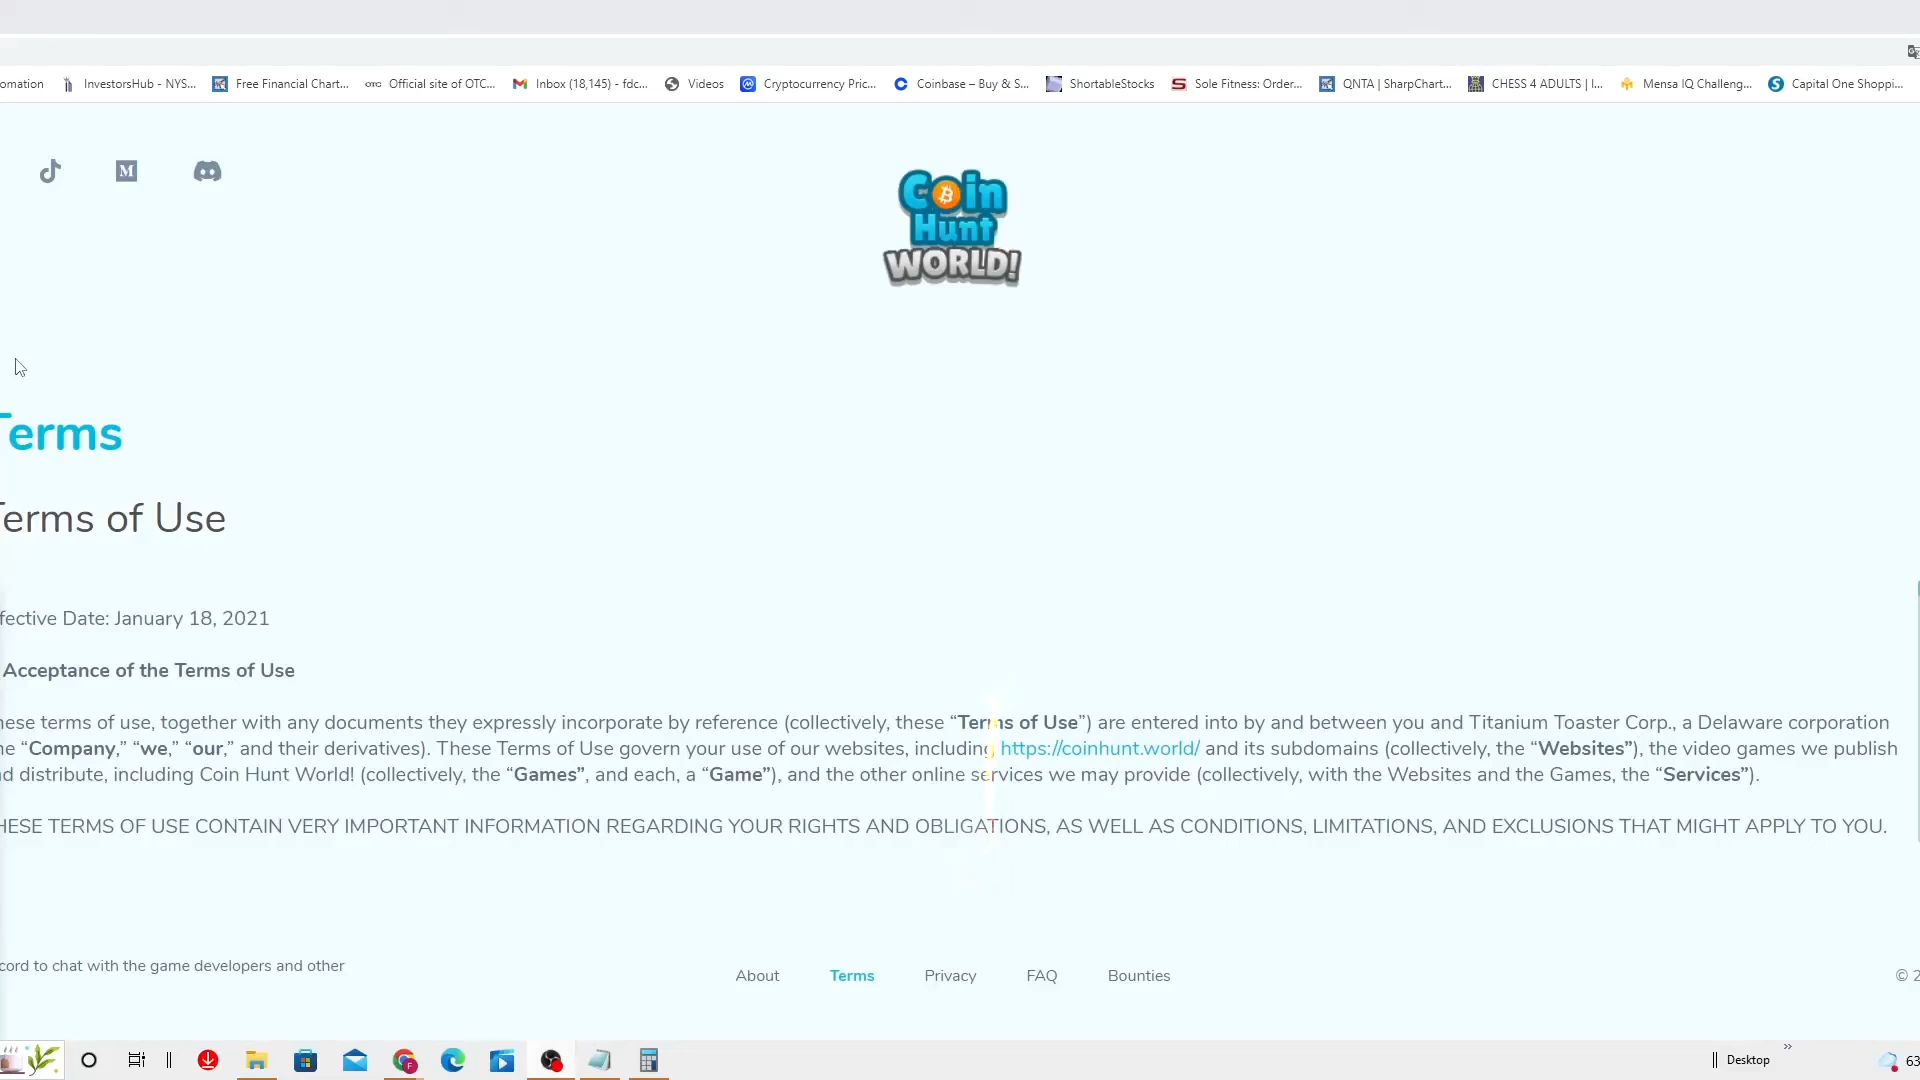 omation InvestorsHub - NYS... Free Financial Chart... OTC Official site of OTC... Inbox (18,145) - fdc... Videos Cryptocurrency Pric... Coinbase – Buy & S... ShortableStocks Sole Fitness: Order... QNTA | SharpChart... CHESS 4 ADULTS | I... Mensa IQ Challeng... Capital One Shoppi...
M
Coin
Hunt
WORLD!
Terms
Terms of Use
fective Date: January 18, 2021
Acceptance of the Terms of Use
hese terms of use, together with any documents they expressly incorporate by reference (collectively, these “Terms of Use”) are entered into by and between you and Titanium Toaster Corp., a Delaware corporation
he “Company,” “we,” “our,” and their derivatives). These Terms of Use govern your use of our websites, including https://coinhunt.world/ and its subdomains (collectively, the “Websites”), the video games we publish
d distribute, including Coin Hunt World! (collectively, the “Games”, and each, a “Game”), and the other online services we may provide (collectively, with the Websites and the Games, the “Services”).
HESE TERMS OF USE CONTAIN VERY IMPORTANT INFORMATION REGARDING YOUR RIGHTS AND OBLIGATIONS, AS WELL AS CONDITIONS, LIMITATIONS, AND EXCLUSIONS THAT MIGHT APPLY TO YOU.
cord to chat with the game developers and other
About Terms Privacy FAQ Bounties © 2
Desktop » 63